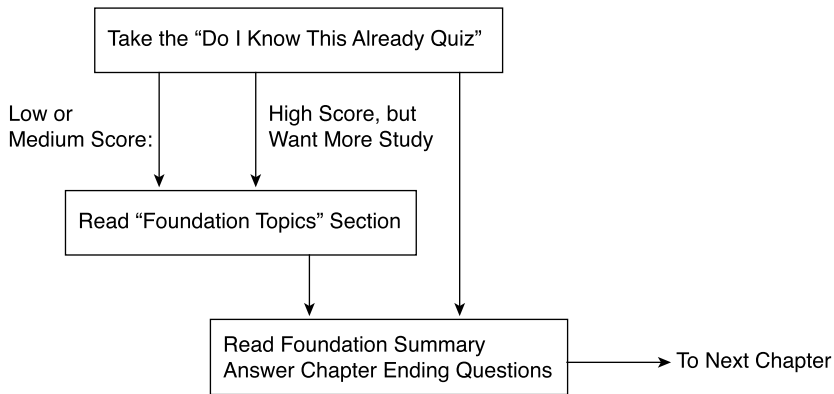 Take the “Do I Know This Already Quiz”
Low or
Medium Score:
High Score, but
Want More Study
Read “Foundation Topics” Section
Read Foundation Summary
Answer Chapter Ending Questions
To Next Chapter